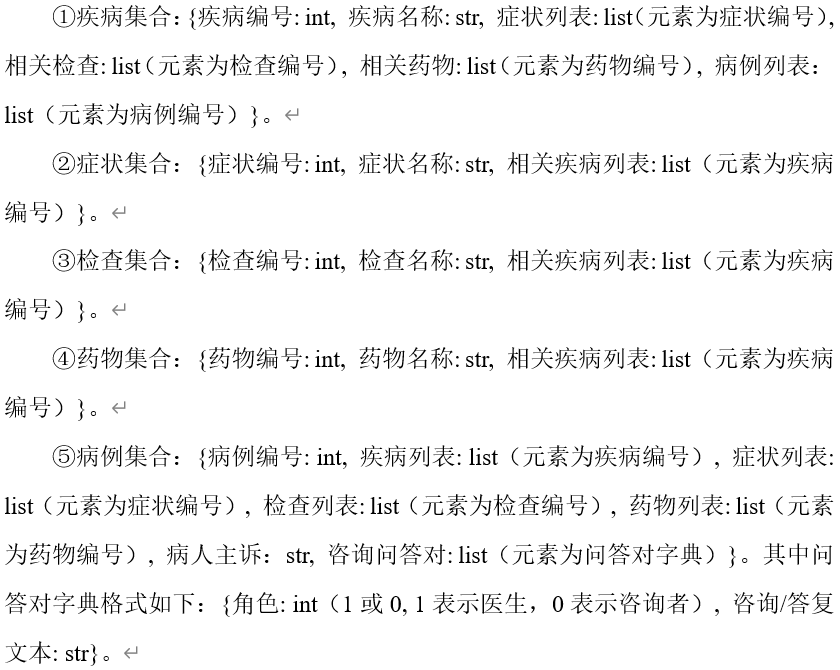 ①疾病集合：{疾病编号: int, 疾病名称: str, 症状列表: list（元素为症状编号),
相关检查: list（元素为检查编号），相关药物: list（元素为药物编号），病例列表：
list（元素为病例编号）}。↵
②症状集合：{症状编号: int, 症状名称: str, 相关疾病列表: list（元素为疾病
编号）}。↵
③检查集合：{检查编号: int, 检查名称: str, 相关疾病列表: list（元素为疾病
编号）}。↵
④药物集合：{药物编号: int, 药物名称: str, 相关疾病列表: list（元素为疾病
编号）}。↵
⑤病例集合：{病例编号: int, 疾病列表: list（元素为疾病编号）, 症状列表:
list（元素为症状编号）, 检查列表: list（元素为检查编号）, 药物列表: list（元素
为药物编号）, 病人主诉：str, 咨询问答对: list（元素为问答对字典）}。其中问
答对字典格式如下：{角色: int（1 或 0, 1 表示医生，0 表示咨询者）, 咨询/答复
文本: str}。↵